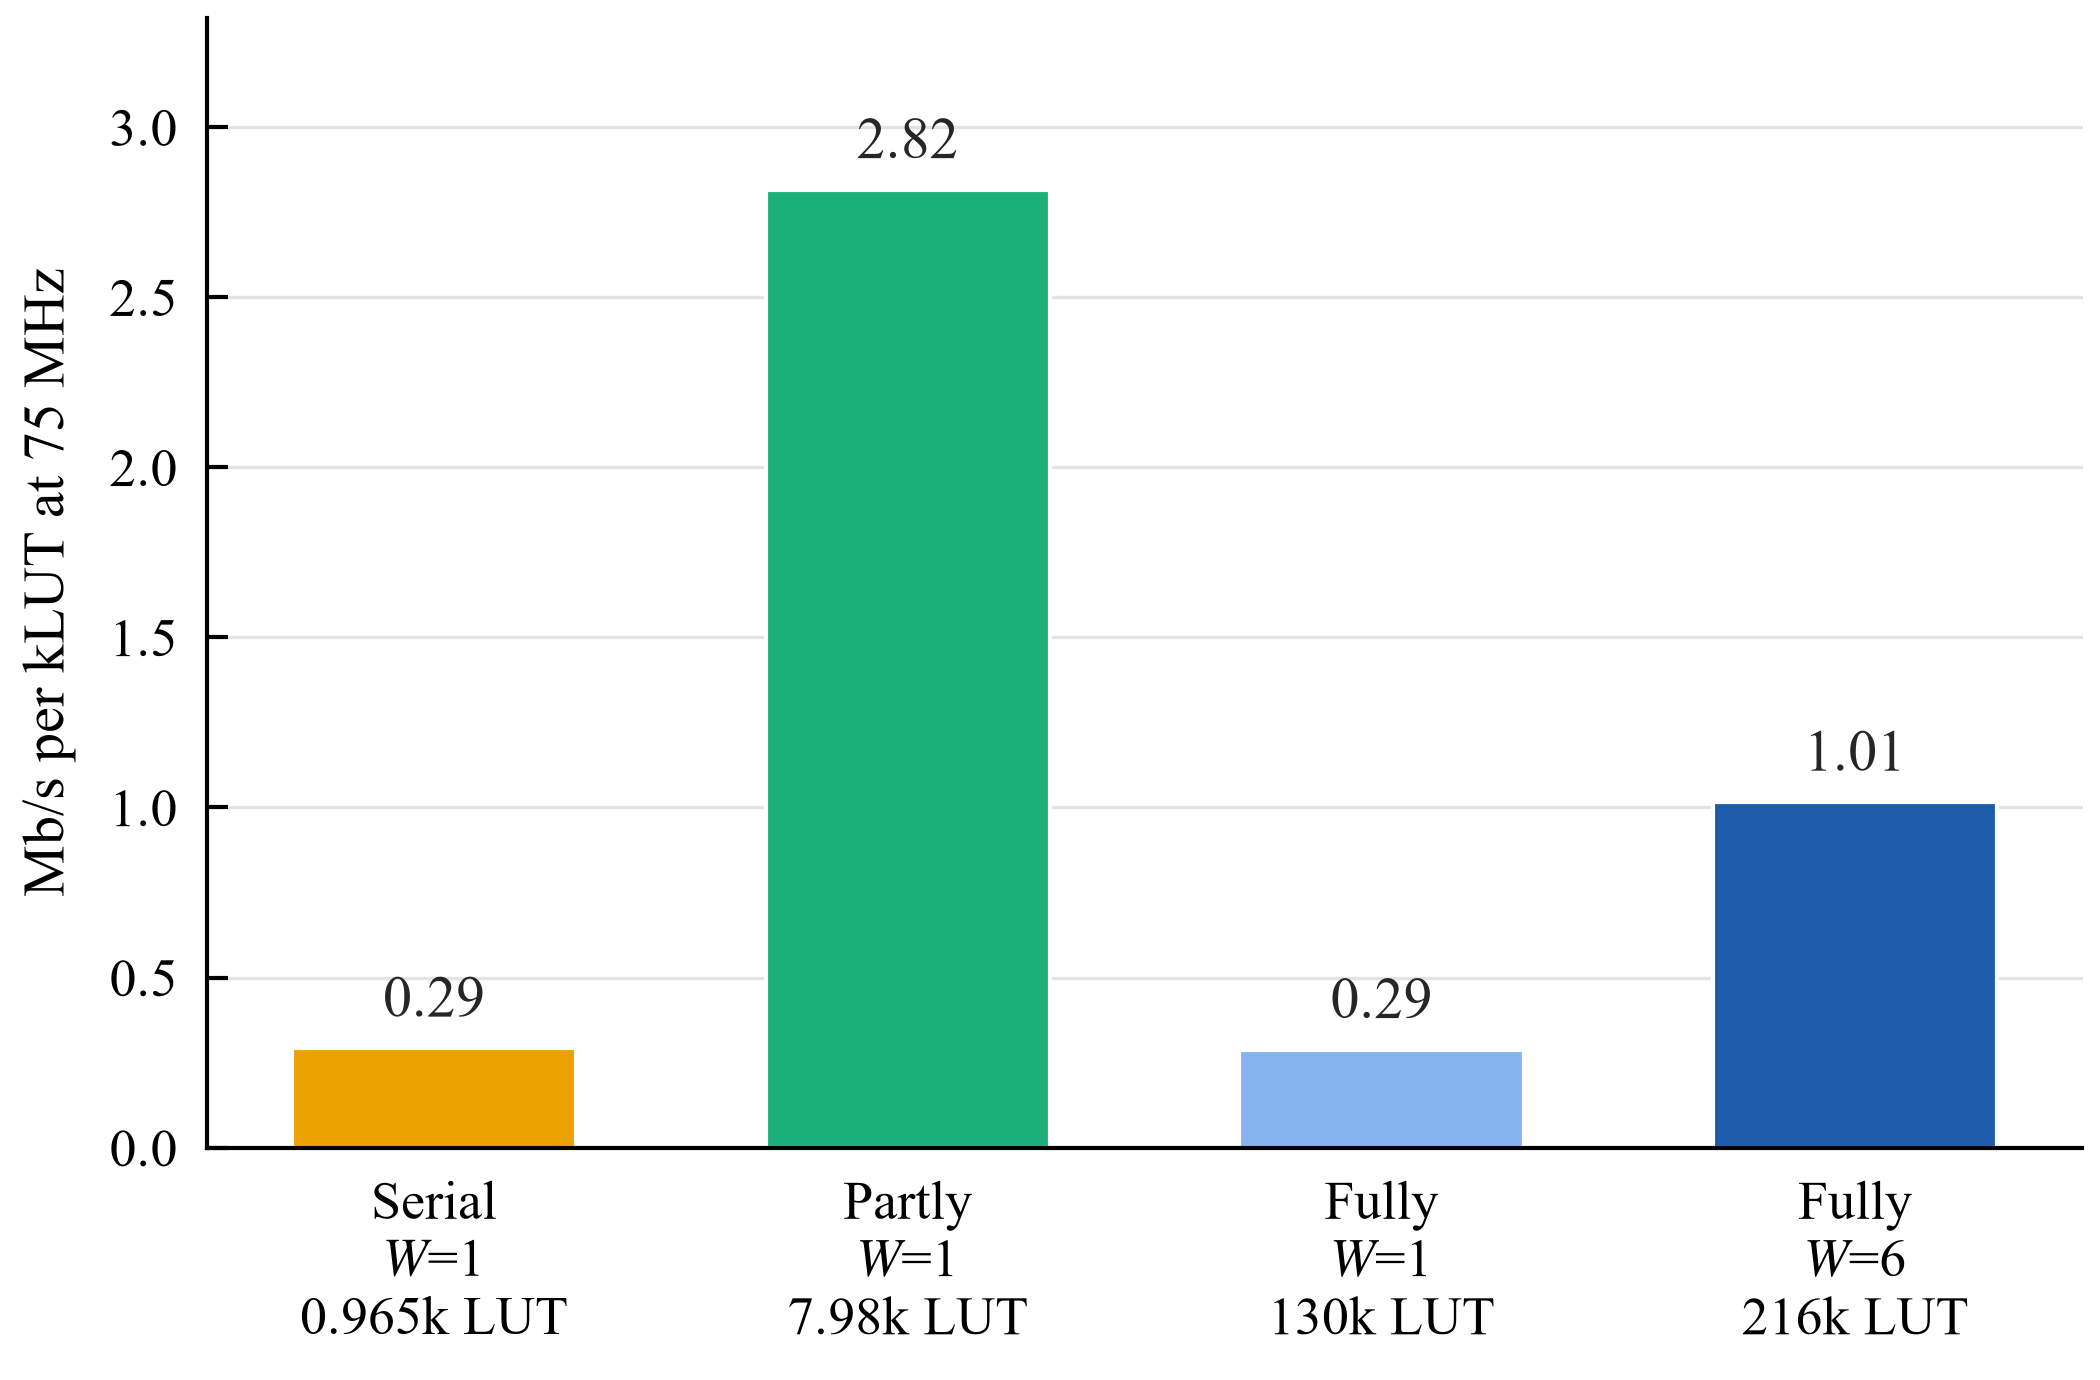 Mb/s per kLUT at 75 MHz
3.0
2.5
2.0
1.5
1.0
0.5
0.0
0.29
2.82
0.29
1.01
Serial
W=1
0.965k LUT
Partly
W=1
7.98k LUT
Fully
W=1
130k LUT
Fully
W=6
216k LUT